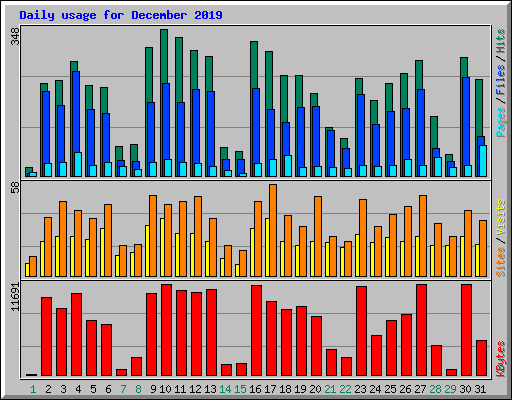 Daily usage for December 2019
348
Pages / Files / Hits
58
Sites / Visits
11691
KBytes
1 2 3 4 5 6 7 8 9 10 11 12 13 14 15 16 17 18 19 20 21 22 23 24 25 26 27 28 29 30 31